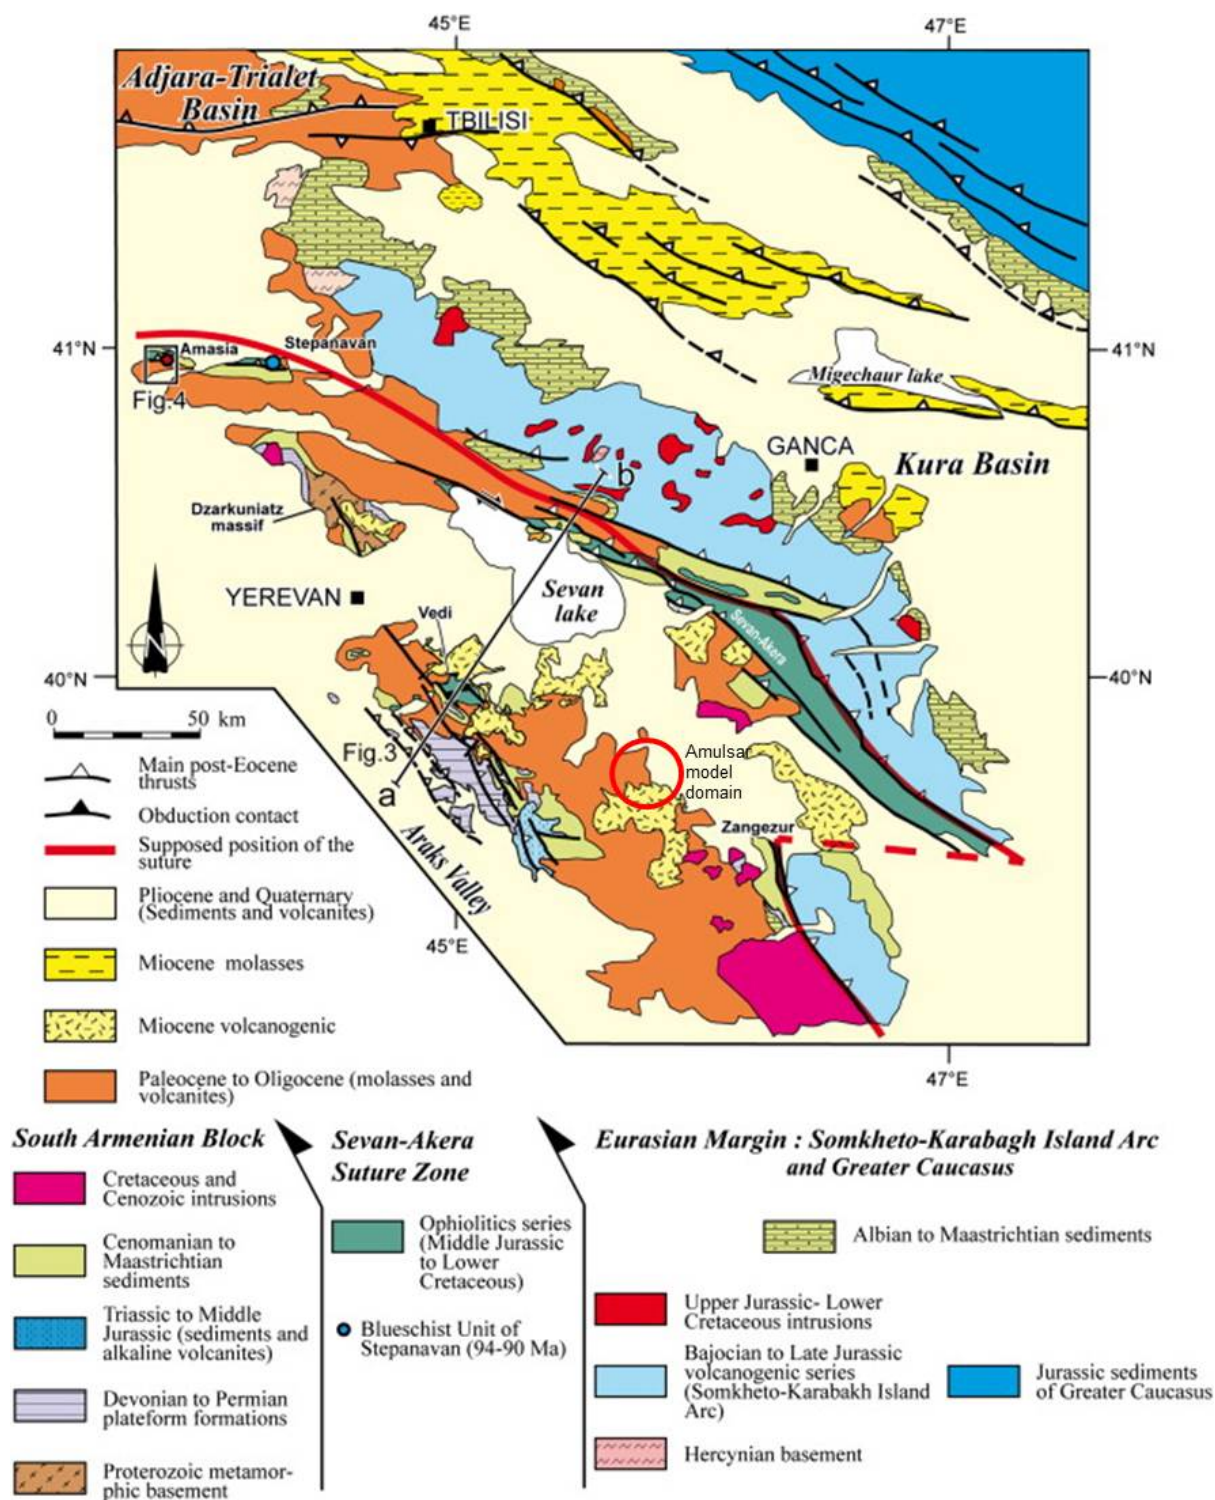 45°E
47°E
Adjara-Trialet
Basin
TBILISI
41°N
Amasia
Stepanavan
Fig.4
41°N
Migechaur lake
GANCA
Kura Basin
b
Dzarkuniatz
massif
YEREVAN
Sevan
lake
Vedi
Sevan-Akera
N
40°N
40°N
0 50 km
Fig.3
a
Amulsar
model
domain
Zangezur
Araks Valley
45°E
47°E
Main post-Eocene
thrusts
Obduction contact
Supposed position of the
suture
Pliocene and Quaternary
(Sediments and volcanites)
Miocene molasses
Miocene volcanogenic
Paleocene to Oligocene (molasses and
volcanites)
South Armenian Block
Cretaceous and
Cenozoic intrusions
Cenomanian to
Maastrichtian
sediments
Triassic to Middle
Jurassic (sediments and
alkaline volcanites)
Devonian to Permian
plateform formations
Proterozoic metamor-
phic basement
Sevan-Akera
Suture Zone
Ophiolitics series
(Middle Jurassic
to Lower
Cretaceous)
Blueschist Unit of
Stepanavan (94-90 Ma)
Eurasian Margin : Somkheto-Karabagh Island Arc
and Greater Caucasus
Albian to Maastrichtian sediments
Upper Jurassic- Lower
Cretaceous intrusions
Bajocian to Late Jurassic
volcanogenic series
(Somkheto-Karabakh Island
Arc)
Jurassic sediments
of Greater Caucasus
Hercynian basement